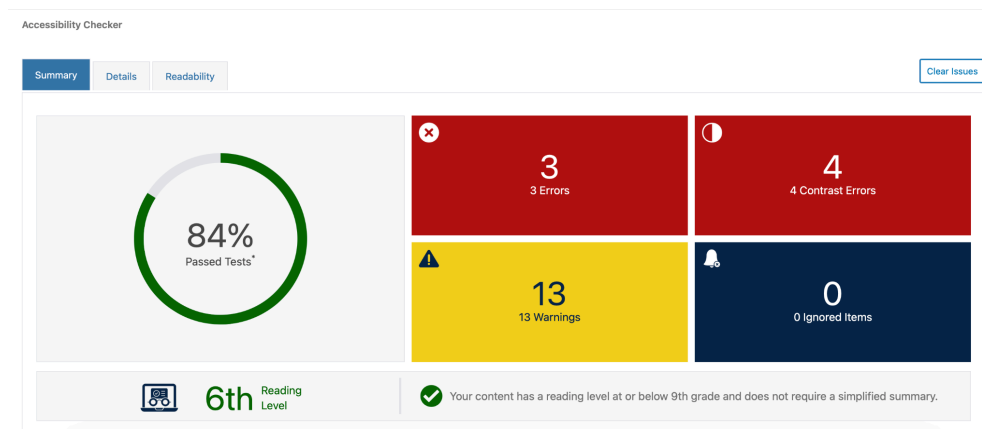 Accessibility Checker
Summary
Details
Readability
Clear Issues
84%
Passed Tests*
3
3 Errors
4
4 Contrast Errors
13
13 Warnings
0
0 Ignored Items
6th
Reading
Level
Your content has a reading level at or below 9th grade and does not require a simplified summary.